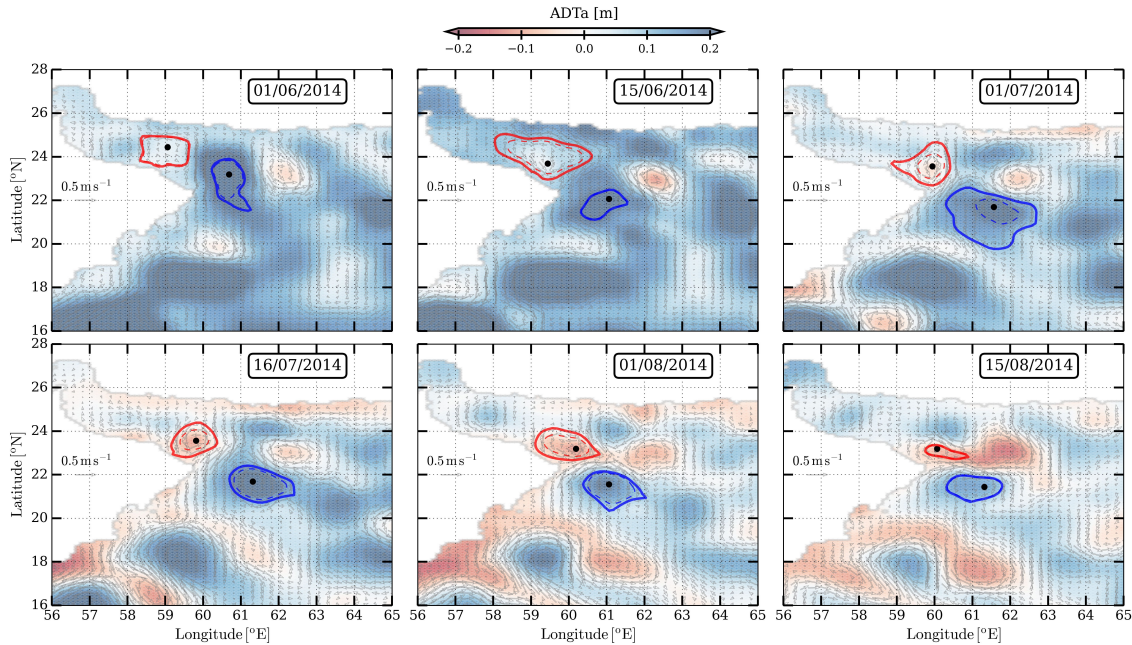 ADTa [m]
−0.2 −0.1 0.0 0.1 0.2
28
26
24
22
20
18
16
Latitude [°N]
01/06/2014
0.5 m s⁻¹
15/06/2014
0.5 m s⁻¹
01/07/2014
0.5 m s⁻¹
28
26
24
22
20
18
16
Latitude [°N]
16/07/2014
0.5 m s⁻¹
01/08/2014
0.5 m s⁻¹
15/08/2014
0.5 m s⁻¹
56 57 58 59 60 61 62 63 64 65
56 57 58 59 60 61 62 63 64 65
56 57 58 59 60 61 62 63 64 65
Longitude [°E]
Longitude [°E]
Longitude [°E]